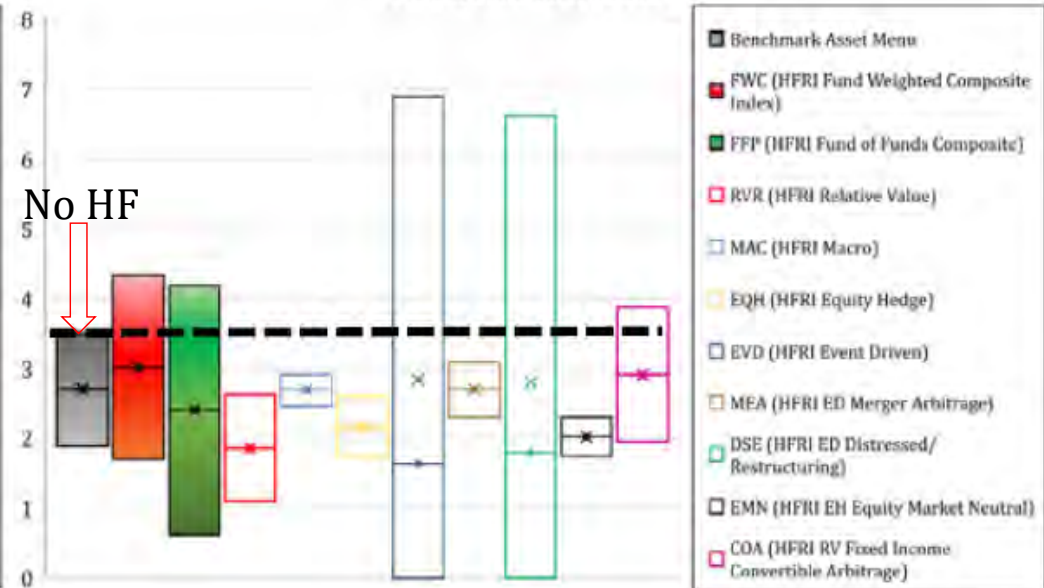 8
7
6
No HF
5
4
3
2
1
0
Benchmark Asset Menu
FWC (HFRI Fund Weighted Composite
Index)
FFP (HFRI Fund of Funds Composite)
RVR (HFRI Relative Value)
MAC (HFRI Macro)
EQH (HFRI Equity Hedge)
EVD (HFRI Event Driven)
MEA (HFRI ED Merger Arbitrage)
DSE (HFRI ED Distressed/
Restructuring)
EMN (HFRI EH Equity Market Neutral)
COA (HFRI RV Fixed Income
Convertible Arbitrage)